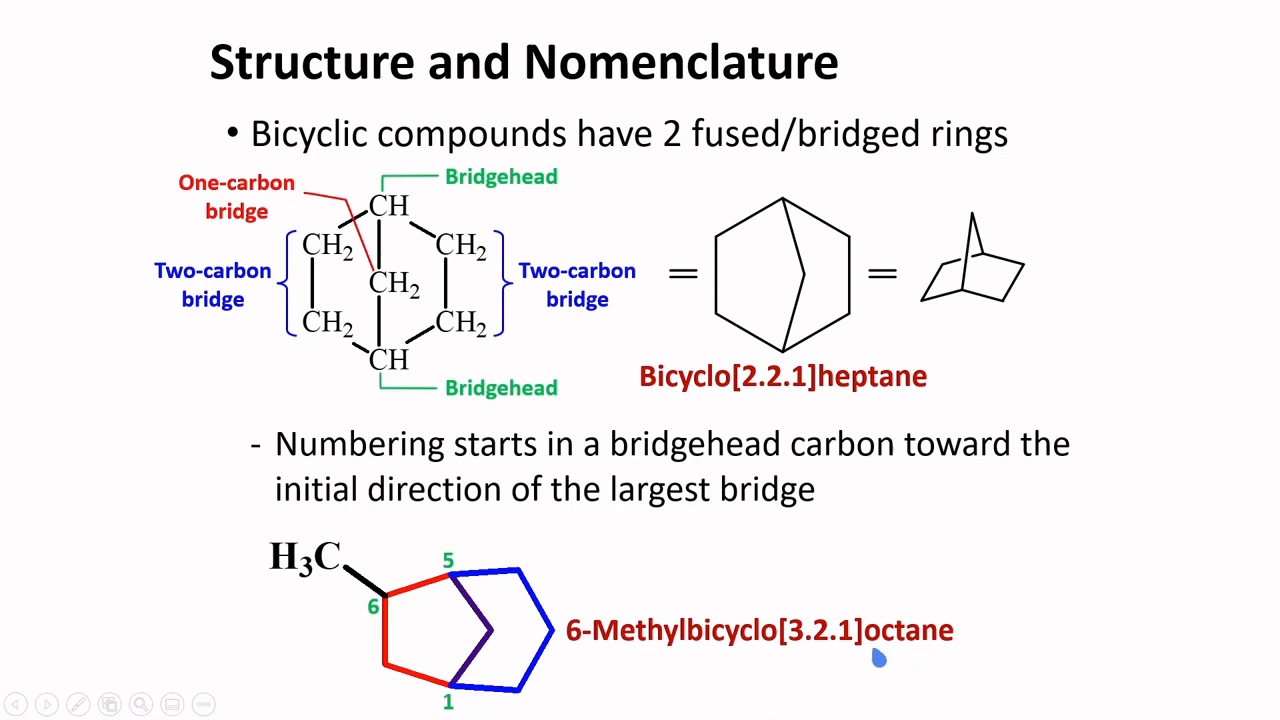 Structure and Nomenclature
• Bicyclic compounds have 2 fused/bridged rings
One-carbon
bridge
Bridgehead
CH
CH₂
CH₂
Two-carbon
bridge
CH₂
Two-carbon
bridge
=
=
CH₂
CH₂
CH
Bridgehead
Bicyclo[2.2.1]heptane
- Numbering starts in a bridgehead carbon toward the
initial direction of the largest bridge
H₃C
5
6
6-Methylbicyclo[3.2.1]octane
1